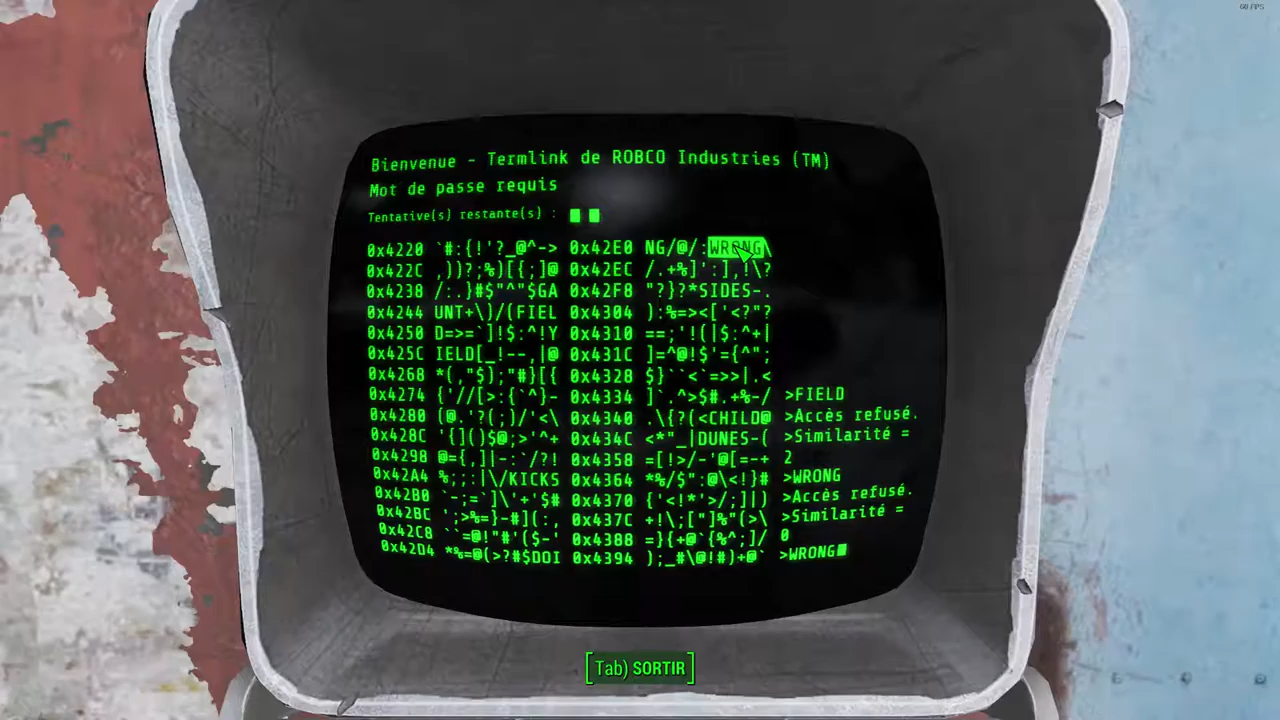 60 FPS
Bienvenue - Termlink de ROBCO Industries (TM)
Mot de passe requis
Tentative(s) restante(s) :
0x4220 `#:{!'?_@^-> 0x42E0 NG/@/:WRONG\
0x422C ,))?;%)[{;]@ 0x42EC /.+%]':],!\?
0x4238 /:.}#$"^"$GA 0x42F8 "?}?*SIDES-.
0x4244 UNT+\)/(FIEL 0x4304 ):%=><['<?"?
0x4250 D=>=`]!$:^!Y 0x4310 ==;'!(|$:^+|
0x425C IELD[_!--,|@ 0x431C ]=^@!$'={^";
0x4268 *(,"$);"#}[{ 0x4328 $}``<`=>>|.<
0x4274 {'//[>:{`^}- 0x4334 ]`.^>$#.+%-/ >FIELD
0x4280 (@.'?(;)/'<\ 0x4340 .\{?(<CHILD@ >Accès refusé.
0x428C '{]()$@;>'^+ 0x434C <*"_|DUNES-( >Similarité =
0x4298 @={,]|-:`/?! 0x4358 =[!>/-'@[=-+ 2
0x42A4 %;;:|\/KICKS 0x4364 *%/$":@\<!}# >WRONG
0x42B0 `-;=`]\'+'$# 0x4370 {'<!*'>/;]|) >Accès refusé.
0x42BC ';>%=}-#](:, 0x437C +!\;["]%"(>\ >Similarité =
0x42C8 ``=@!"#'($-' 0x4388 =}{+@`{%^;]/ 0
0x42D4 *%=@(>?#$DOI 0x4394 );_#\@!#)+@` >WRONG
[Tab) SORTIR]